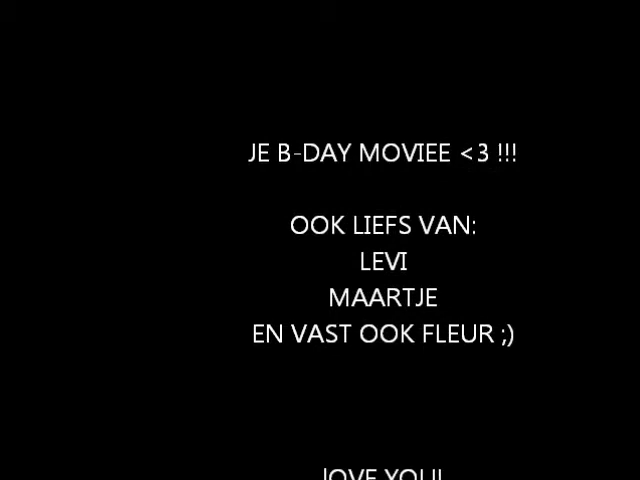 JE B-DAY MOVIEE <3 !!!
OOK LIEFS VAN:
LEVI
MAARTJE
EN VAST OOK FLEUR ;)
lOVE YOU!